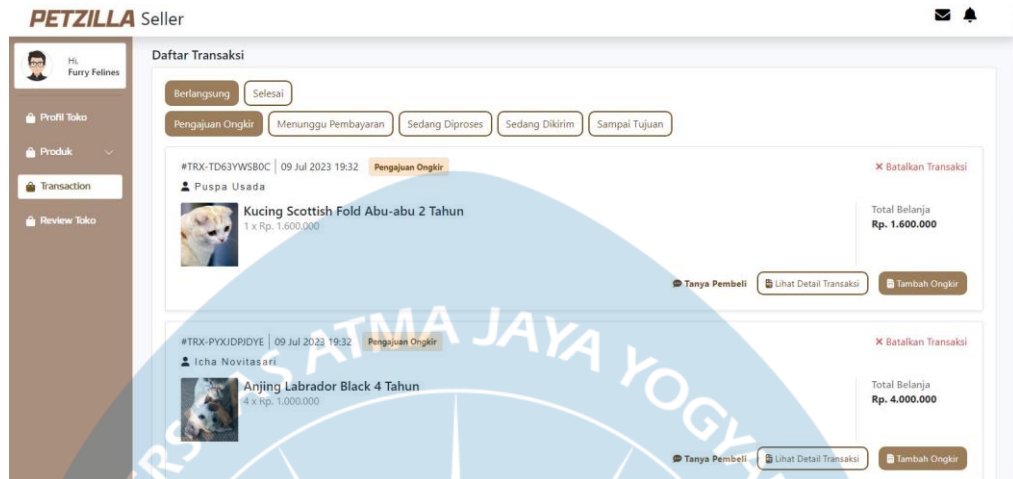 PETZILLA Seller
Hi,
Furry Felines
Profil Toko
Produk
Transaction
Review Toko
Daftar Transaksi
Berlangsung Selesai
Pengajuan Ongkir Menunggu Pembayaran Sedang Diproses Sedang Dikirim Sampai Tujuan
#TRX-TD63YWSB0C | 09 Jul 2023 19:32 Pengajuan Ongkir × Batalkan Transaksi
Puspa Usada
Kucing Scottish Fold Abu-abu 2 Tahun
1 x Rp. 1.600.000
Total Belanja
Rp. 1.600.000
Tanya Pembeli Lihat Detail Transaksi Tambah Ongkir
#TRX-PYXJDPJDYE | 09 Jul 2023 19:32 Pengajuan Ongkir × Batalkan Transaksi
Icha Novitasari
Anjing Labrador Black 4 Tahun
4 x Rp. 1.000.000
Total Belanja
Rp. 4.000.000
Tanya Pembeli Lihat Detail Transaksi Tambah Ongkir
ATMA JAYA